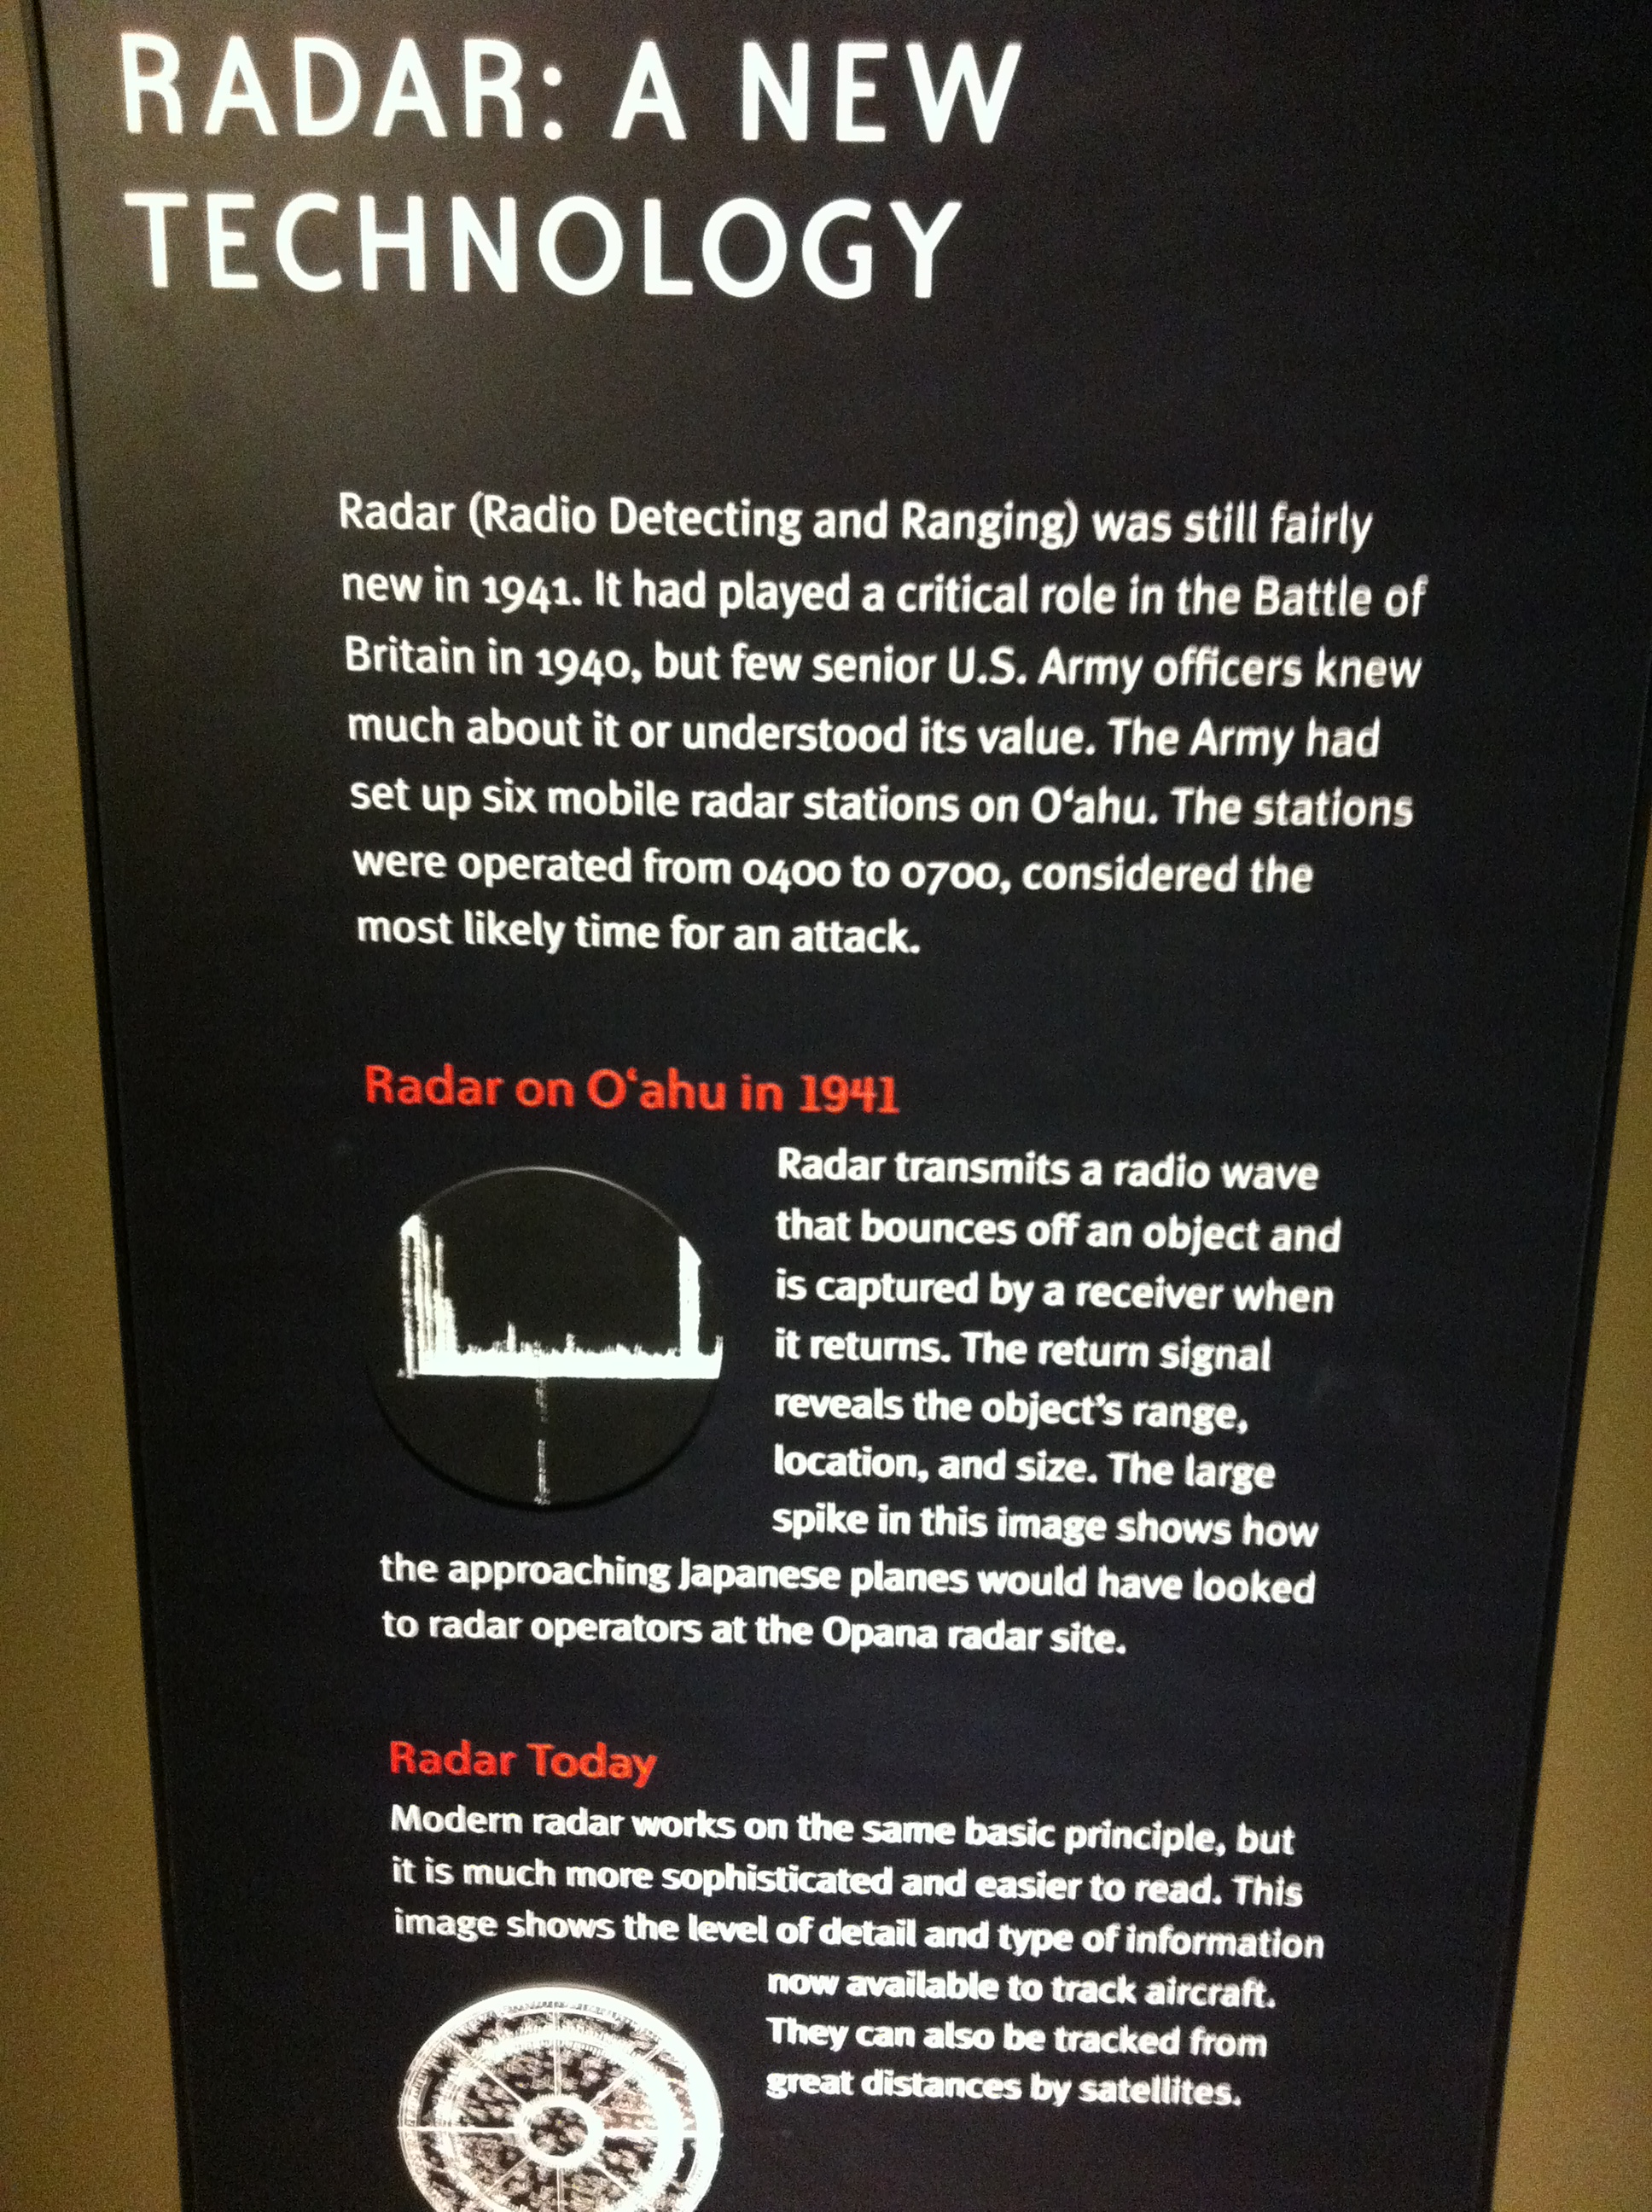 RADAR: A NEW
TECHNOLOGY
Radar (Radio Detecting and Ranging) was still fairly
new in 1941. It had played a critical role in the Battle of
Britain in 1940, but few senior U.S. Army officers knew
much about it or understood its value. The Army had
set up six mobile radar stations on Oʻahu. The stations
were operated from 0400 to 0700, considered the
most likely time for an attack.
Radar on Oʻahu in 1941
Radar transmits a radio wave
that bounces off an object and
is captured by a receiver when
it returns. The return signal
reveals the object's range,
location, and size. The large
spike in this image shows how
the approaching Japanese planes would have looked
to radar operators at the Opana radar site.
Radar Today
Modern radar works on the same basic principle, but
it is much more sophisticated and easier to read. This
image shows the level of detail and type of information
now available to track aircraft.
They can also be tracked from
great distances by satellites.